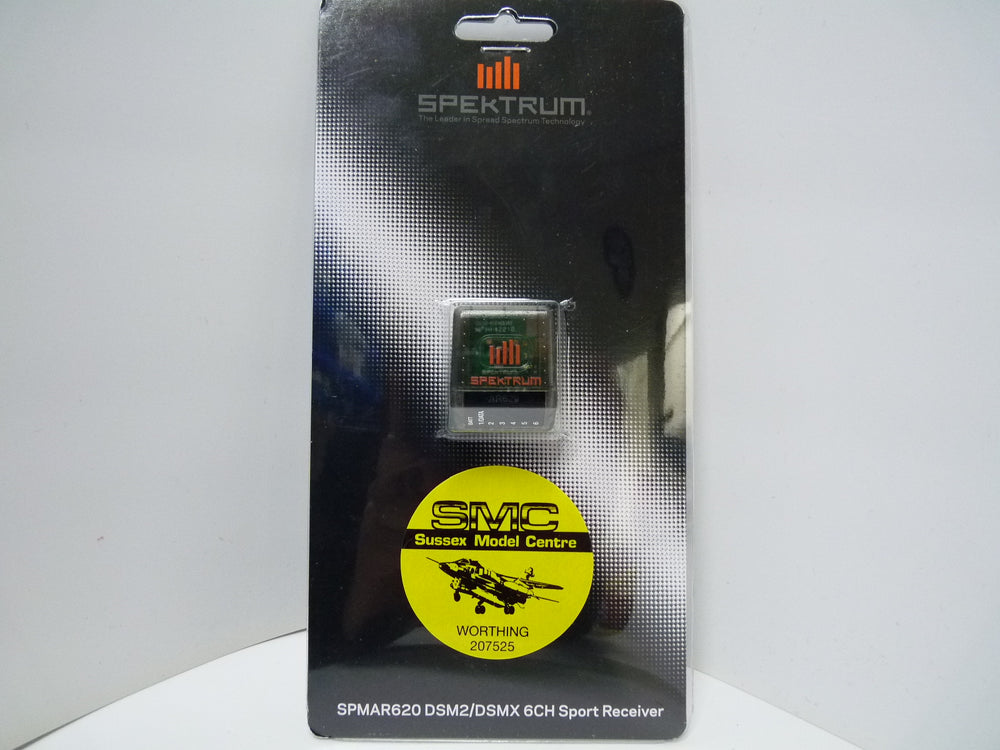 SPEKTRUM®
The Leader in Spread Spectrum Technology
SPEKTRUM
BATT
1/DATA
2
3
4
5
6
SMC
Sussex Model Centre
WORTHING
207525
SPMAR620 DSM2/DSMX 6CH Sport Receiver